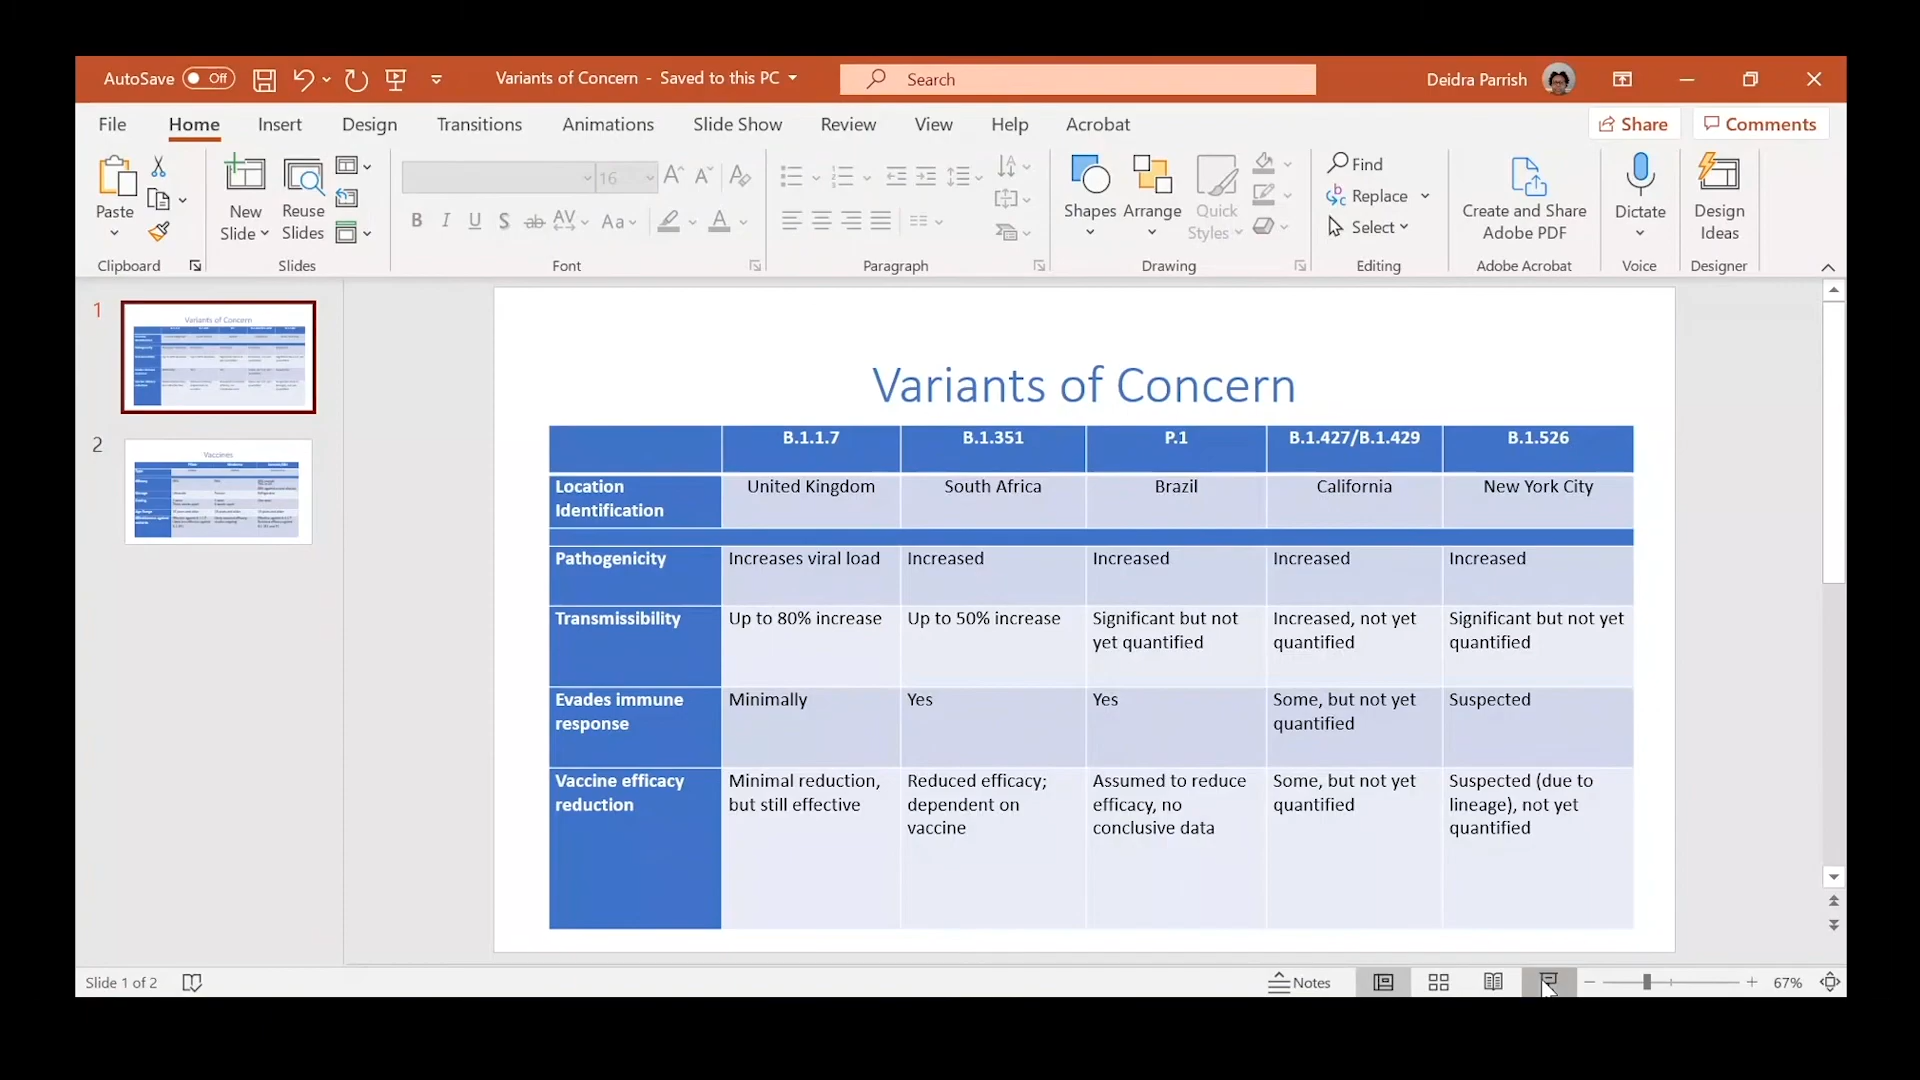 AutoSave Off Variants of Concern - Saved to this PC Search Deidra Parrish
File Home Insert Design Transitions Animations Slide Show Review View Help Acrobat Share Comments
Paste
New
Slide
Reuse
Slides
16
B I U S ab AV Aa A
Shapes Arrange Quick
Styles
Find
Replace
Select
Create and Share
Adobe PDF
Dictate
Design
Ideas
Clipboard Slides Font Paragraph Drawing Editing Adobe Acrobat Voice Designer
1
Variants of Concern
2
Vaccines
Variants of Concern
B.1.1.7 B.1.351 P.1 B.1.427/B.1.429 B.1.526
Location
Identification
United Kingdom South Africa Brazil California New York City
Pathogenicity Increases viral load Increased Increased Increased Increased
Transmissibility
Up to 80% increase
Up to 50% increase
Significant but not
yet quantified
Increased, not yet
quantified
Significant but not yet
quantified
Evades immune
response
Minimally
Yes
Yes
Some, but not yet
quantified
Suspected
Vaccine efficacy
reduction
Minimal reduction,
but still effective
Reduced efficacy;
dependent on
vaccine
Assumed to reduce
efficacy, no
conclusive data
Some, but not yet
quantified
Suspected (due to
lineage), not yet
quantified
Slide 1 of 2 Notes 67%